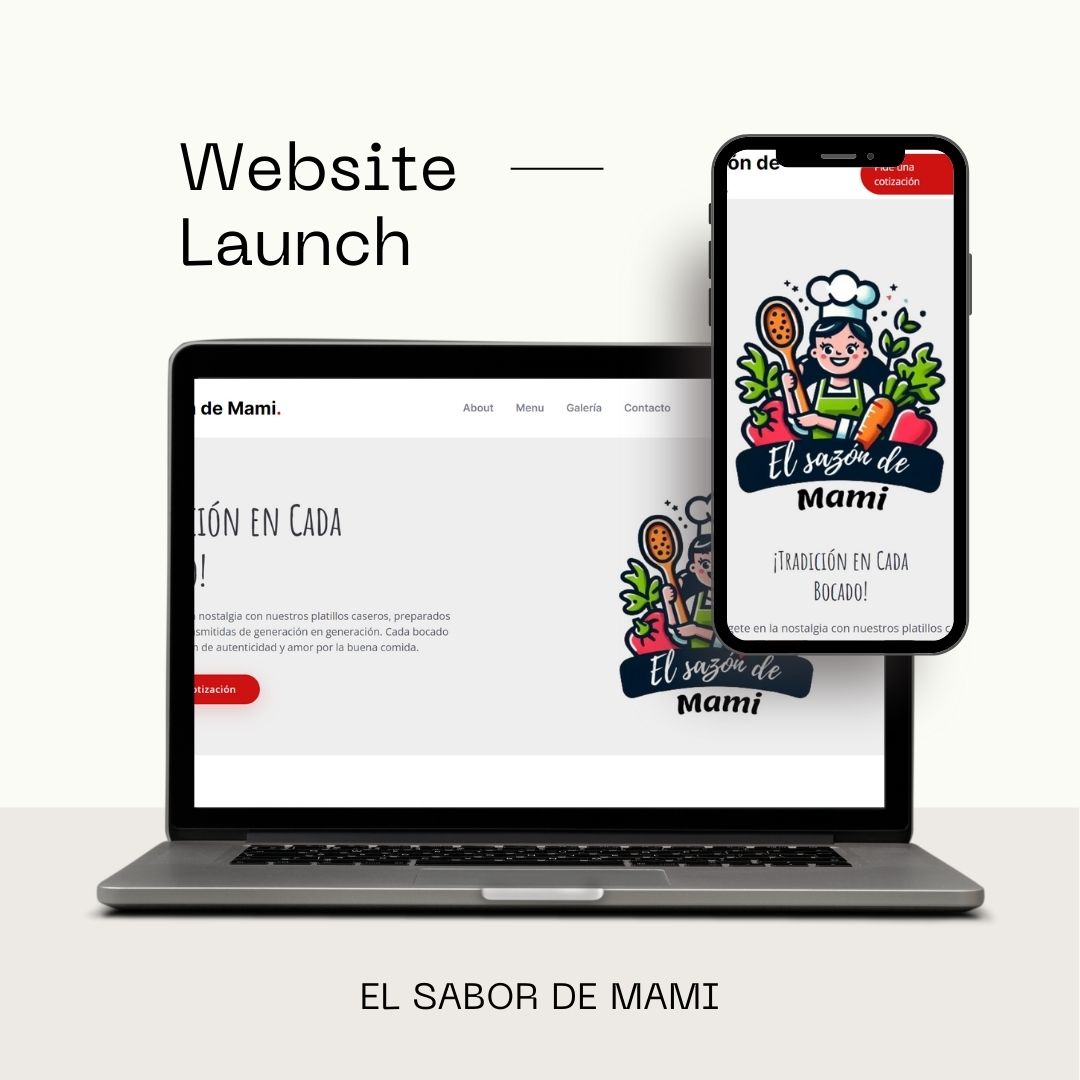 Website
Launch
ón de
Pide una
cotización
El sazón de
Mami
¡Tradición en Cada
Bocado!
gete en la nostalgia con nuestros platillos c
de Mami.
About Menu Galería Contacto
ión en Cada
o!
nostalgia con nuestros platillos caseros, preparados
smitidas de generación en generación. Cada bocado
n de autenticidad y amor por la buena comida.
otización
El sazón de
Mami
EL SABOR DE MAMI